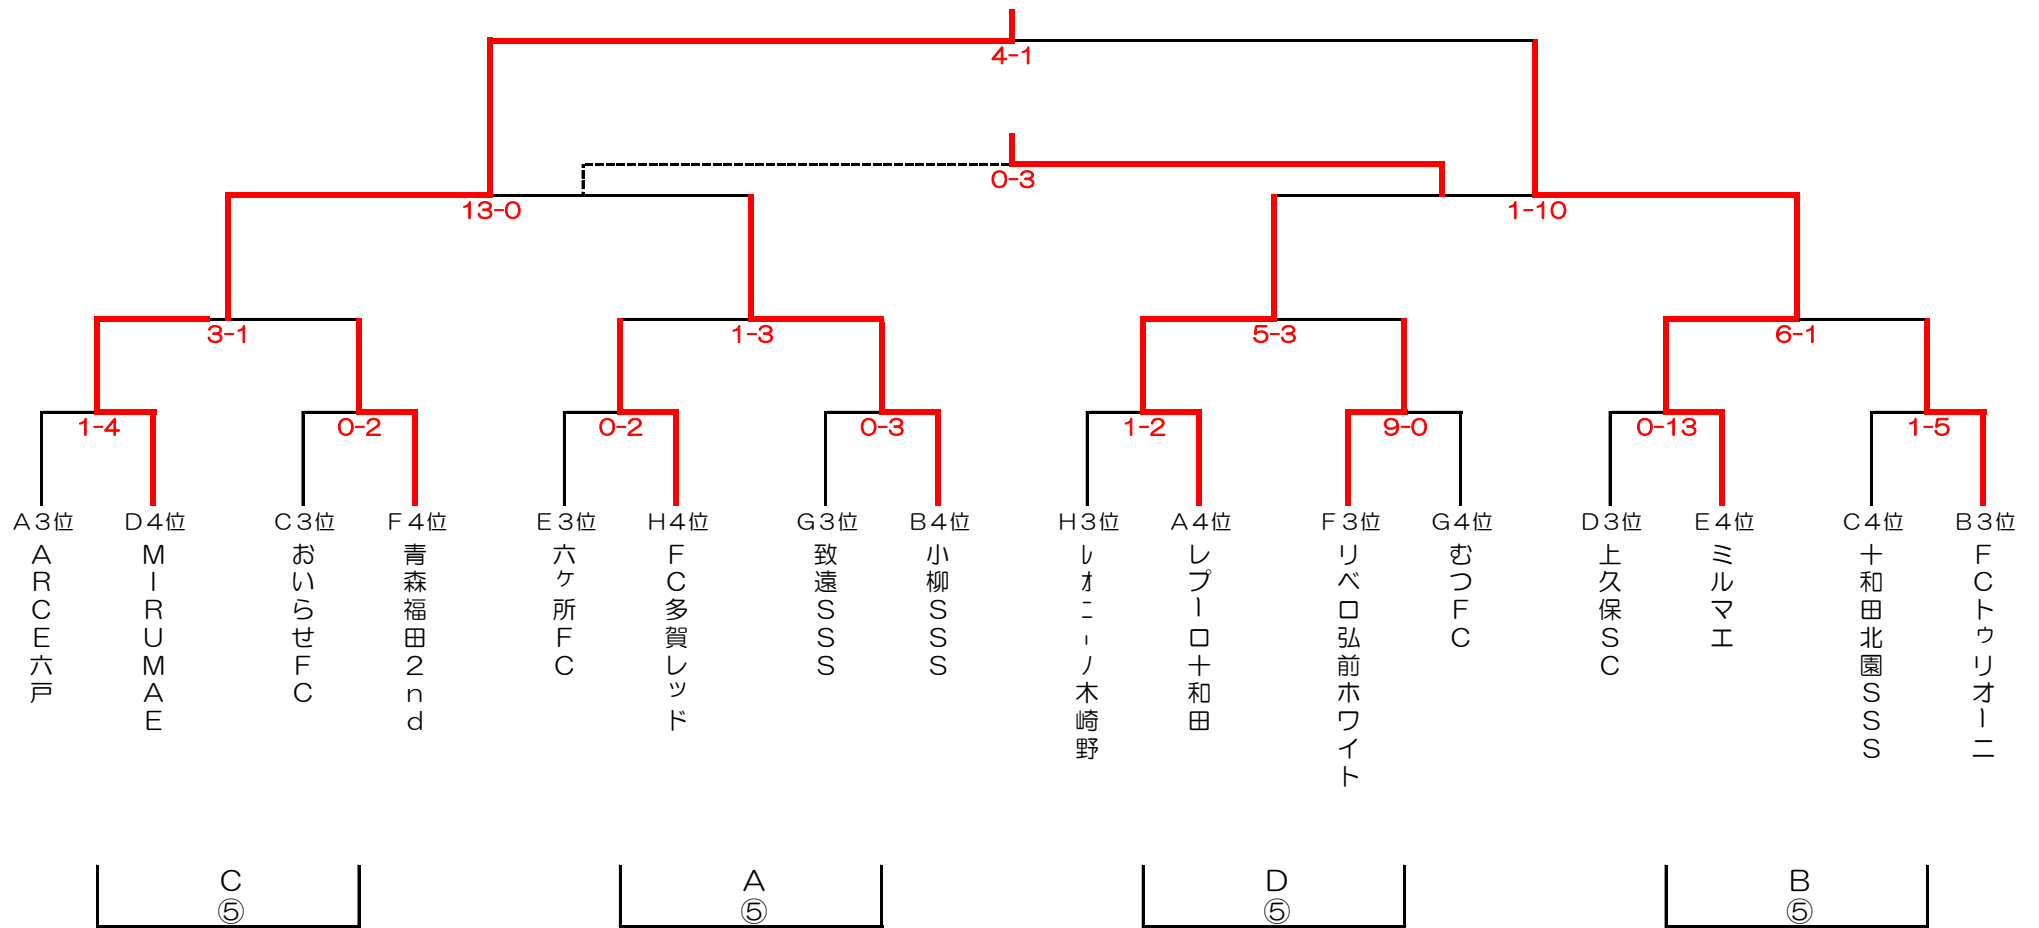 4-1
0-3
13-0
1-10
3-1
1-3
5-3
6-1
1-4
0-2
0-2
0-3
1-2
9-0
0-13
1-5
A3位
D4位
C3位
F4位
E3位
H4位
G3位
B4位
H3位
A4位
F3位
G4位
D3位
E4位
C4位
B3位
ARCE六戸
MIRUMAE
おいらせFC
青森福田2nd
六ヶ所FC
FC多賀レッド
致遠SSS
小柳SSS
ﾚｵﾆｰﾉ木崎野
レプーロ十和田
リベロ弘前ホワイト
むつFC
上久保SC
ミルマエ
十和田北園SSS
FCトゥリオーニ
C
⑤
A
⑤
D
⑤
B
⑤